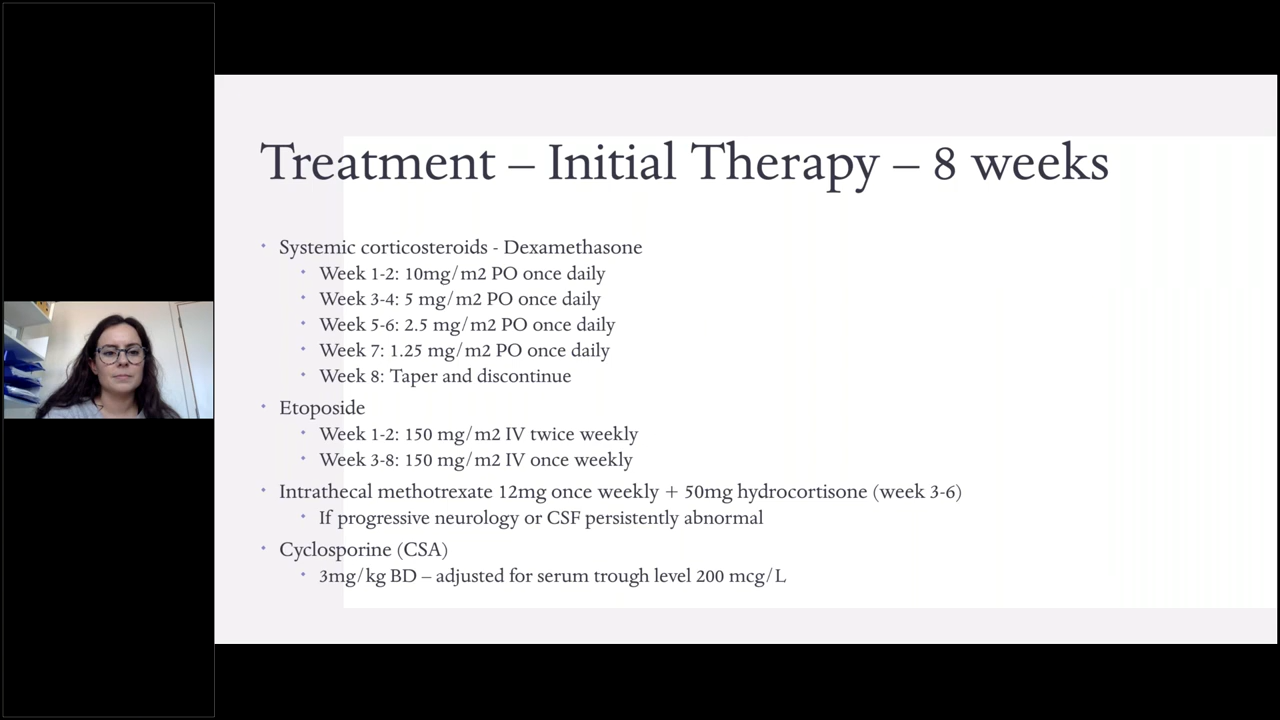 Treatment – Initial Therapy – 8 weeks
Systemic corticosteroids - Dexamethasone
Week 1-2: 10mg/m2 PO once daily
Week 3-4: 5 mg/m2 PO once daily
Week 5-6: 2.5 mg/m2 PO once daily
Week 7: 1.25 mg/m2 PO once daily
Week 8: Taper and discontinue
Etoposide
Week 1-2: 150 mg/m2 IV twice weekly
Week 3-8: 150 mg/m2 IV once weekly
Intrathecal methotrexate 12mg once weekly + 50mg hydrocortisone (week 3-6)
If progressive neurology or CSF persistently abnormal
Cyclosporine (CSA)
3mg/kg BD – adjusted for serum trough level 200 mcg/L